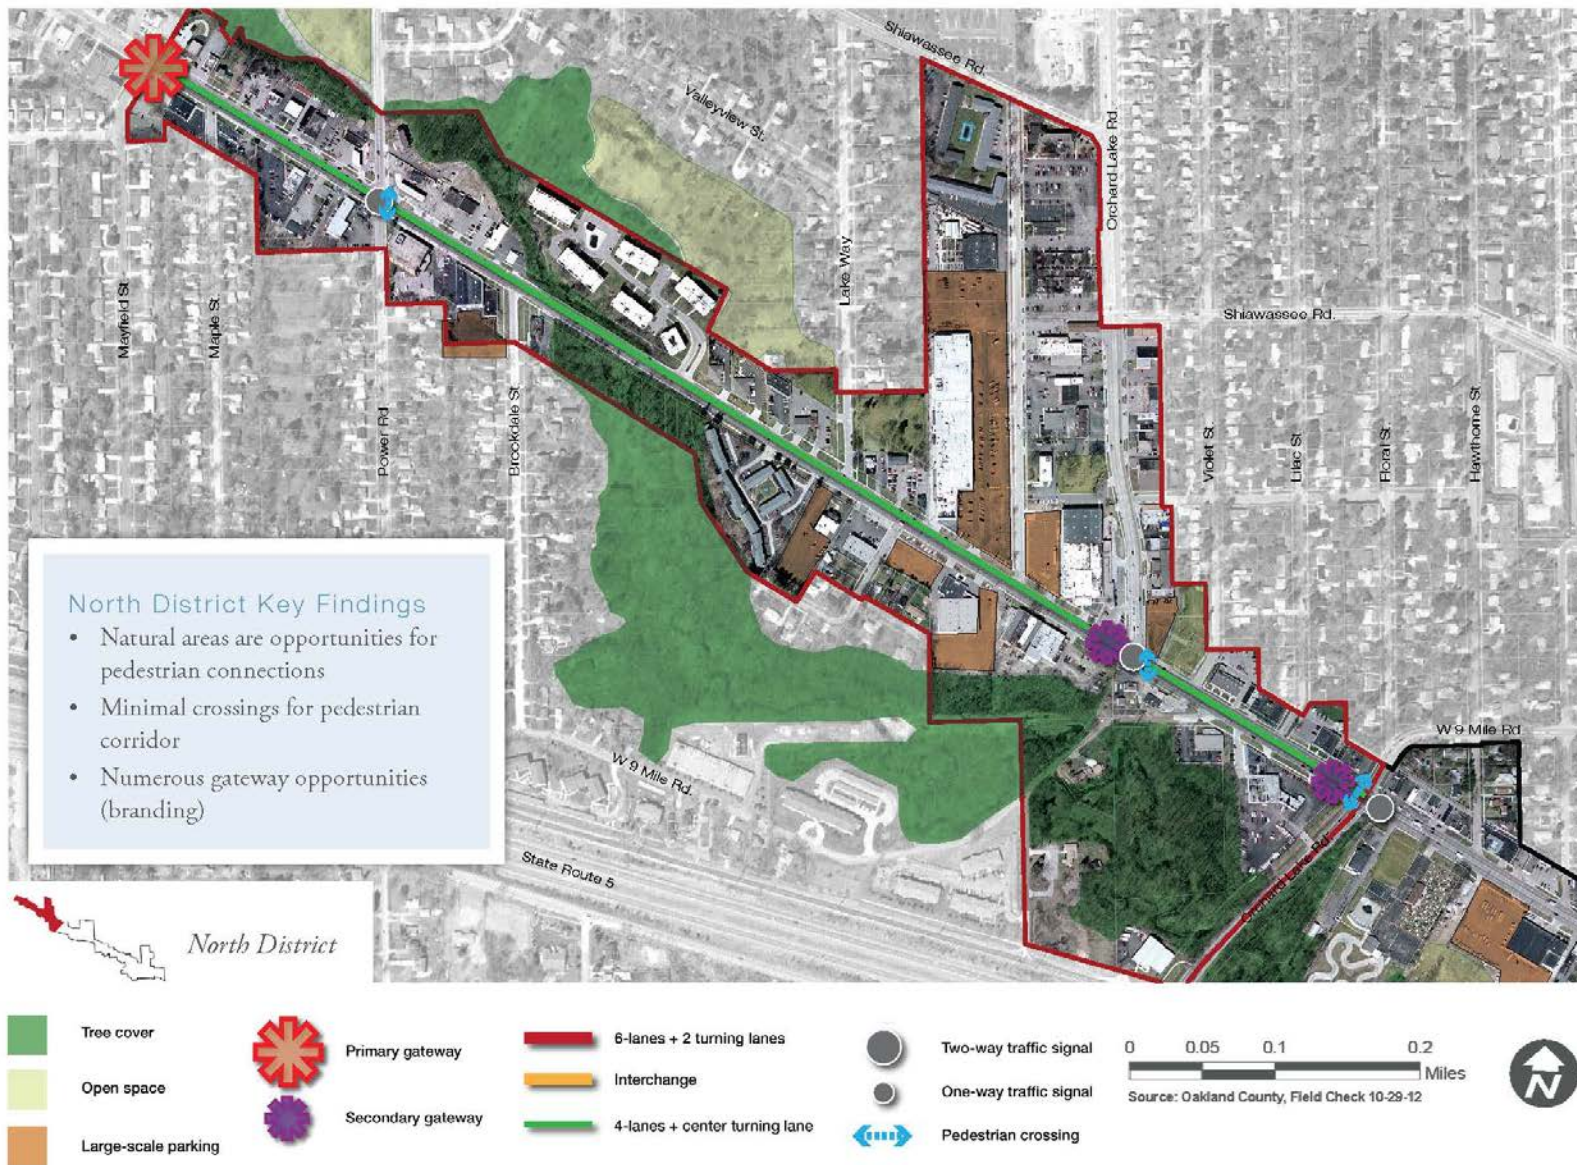 Shiawassee Rd.
Valleyview St.
Orchard Lake Rd
Lake Way
Shiawassee Rd.
Mayfield St
Maple St
Power Rd
Brookdale St
Violet St
Lilac St
Floral St
Hawthorne St
North District Key Findings
• Natural areas are opportunities for
pedestrian connections
• Minimal crossings for pedestrian
corridor
• Numerous gateway opportunities
(branding)
W 9 Mile Rd
W 9 Mile Rd.
State Route 5
Orchard Lake Rd.
North District
Tree cover
Open space
Large-scale parking
Primary gateway
Secondary gateway
6-lanes + 2 turning lanes
Interchange
4-lanes + center turning lane
Two-way traffic signal
One-way traffic signal
Pedestrian crossing
0 0.05 0.1 0.2
Miles
Source: Oakland County, Field Check 10-29-12
N